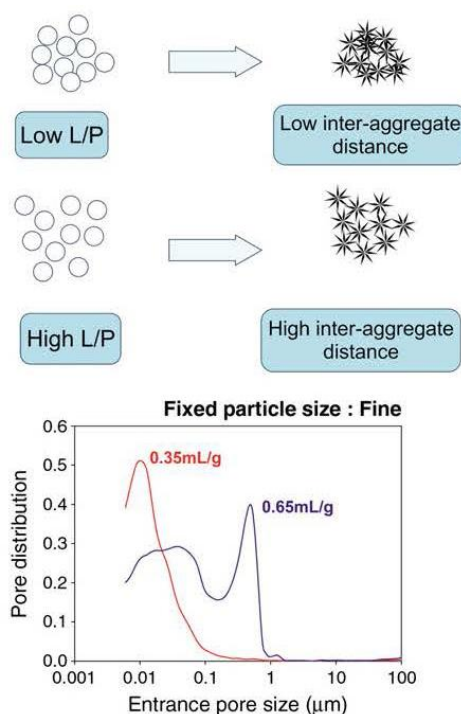 Low L/P
Low inter-aggregate
distance
High L/P
High inter-aggregate
distance
Fixed particle size : Fine
0.6
0.5
0.4
0.3
0.2
0.1
0.0
Pore distribution
0.35mL/g
0.65mL/g
0.001
0.01
0.1
1
10
100
Entrance pore size (µm)